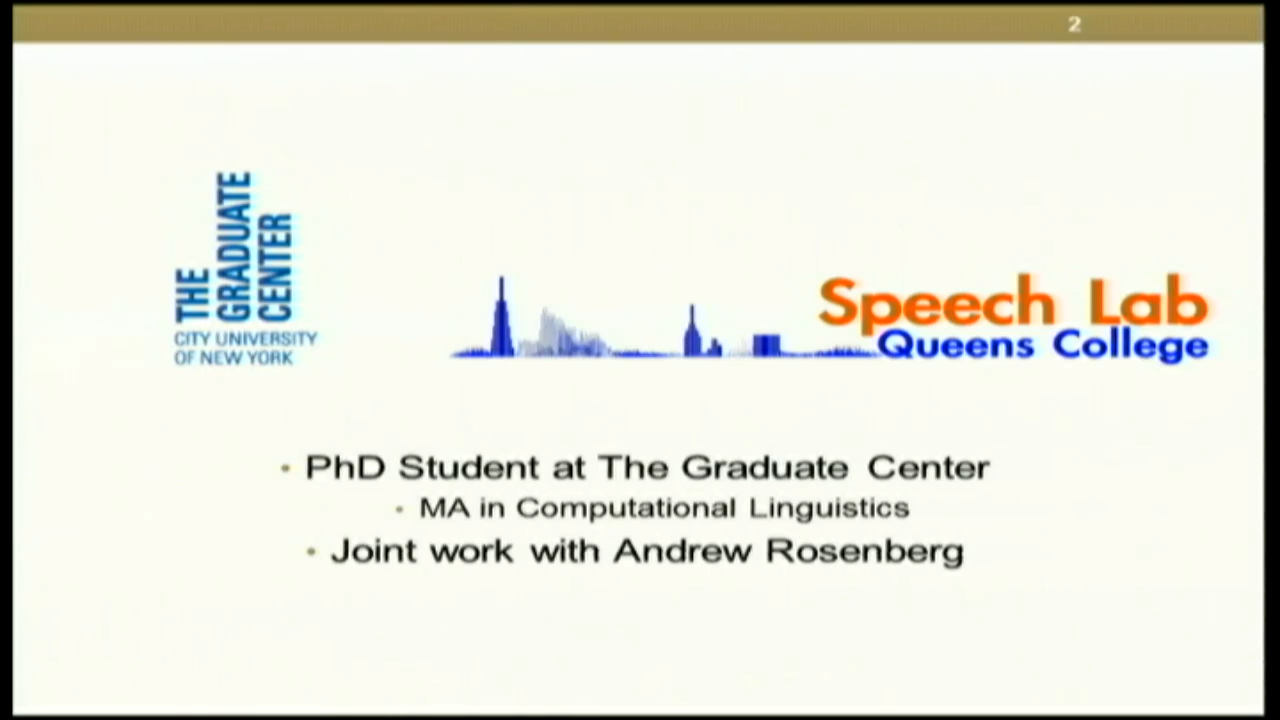 2
THE
GRADUATE
CENTER
CITY UNIVERSITY
OF NEW YORK
Speech Lab
Queens College
• PhD Student at The Graduate Center
• MA in Computational Linguistics
• Joint work with Andrew Rosenberg